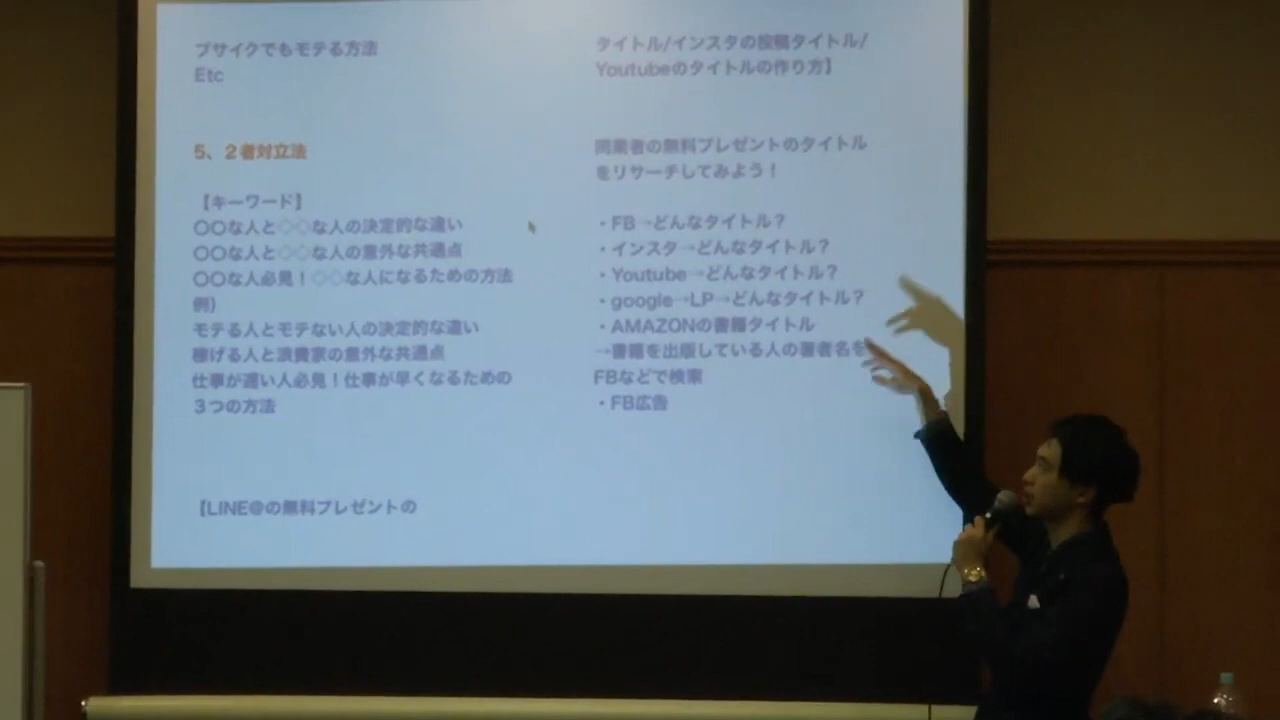 ブサイクでもモテる方法
Etc
5、２者対立法
【キーワード】
〇〇な人と◇◇な人の決定的な違い
〇〇な人と◇◇な人の意外な共通点
〇〇な人必見！◇◇な人になるための方法
例）
モテる人とモテない人の決定的な違い
稼げる人と浪費家の意外な共通点
仕事が遅い人必見！仕事が早くなるための
３つの方法
【LINE@の無料プレゼントの
タイトル/インスタの投稿タイトル/
Youtubeのタイトルの作り方】
同業者の無料プレゼントのタイトル
をリサーチしてみよう！
・FB→どんなタイトル？
・インスタ→どんなタイトル？
・Youtube→どんなタイトル？
・google→LP→どんなタイトル？
・AMAZONの書籍タイトル
→書籍を出版している人の著者名を
FBなどで検索
・FB広告